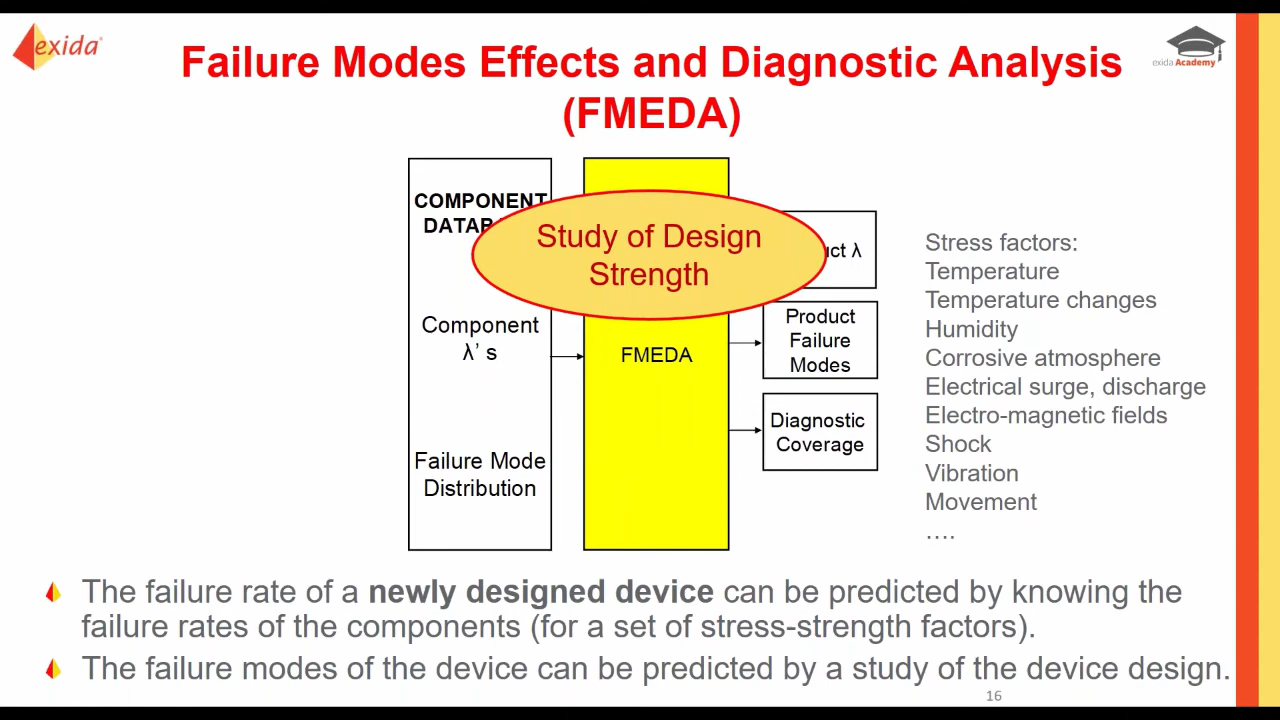 exida
exida Academy
Failure Modes Effects and Diagnostic Analysis
(FMEDA)
COMPONENT
Component
λ’ s
Failure Mode
Distribution
Study of Design
Strength
FMEDA
λ
Product
Failure
Modes
Diagnostic
Coverage
Stress factors:
Temperature
Temperature changes
Humidity
Corrosive atmosphere
Electrical surge, discharge
Electro-magnetic fields
Shock
Vibration
Movement
….
The failure rate of a newly designed device can be predicted by knowing the
failure rates of the components (for a set of stress-strength factors).
The failure modes of the device can be predicted by a study of the device design.
16